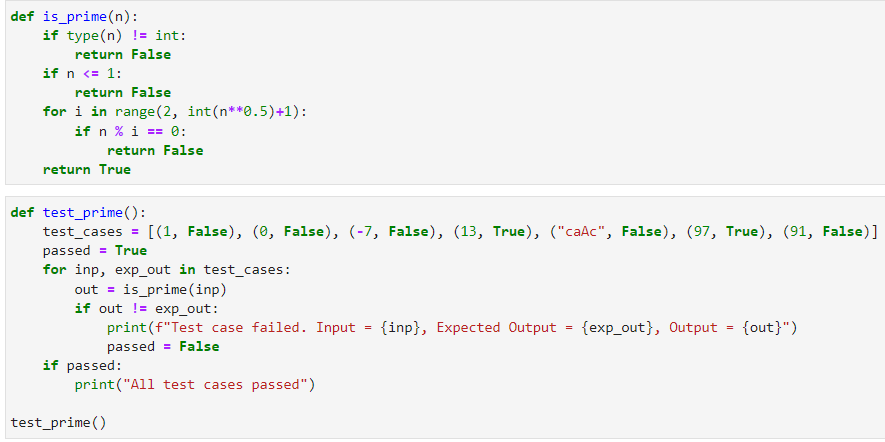 def is_prime(n):
    if type(n) != int:
        return False
    if n <= 1:
        return False
    for i in range(2, int(n**0.5)+1):
        if n % i == 0:
            return False
    return True
def test_prime():
    test_cases = [(1, False), (0, False), (-7, False), (13, True), ("caAc", False), (97, True), (91, False)]
    passed = True
    for inp, exp_out in test_cases:
        out = is_prime(inp)
        if out != exp_out:
            print(f"Test case failed. Input = {inp}, Expected Output = {exp_out}, Output = {out}")
            passed = False
    if passed:
        print("All test cases passed")
test_prime()